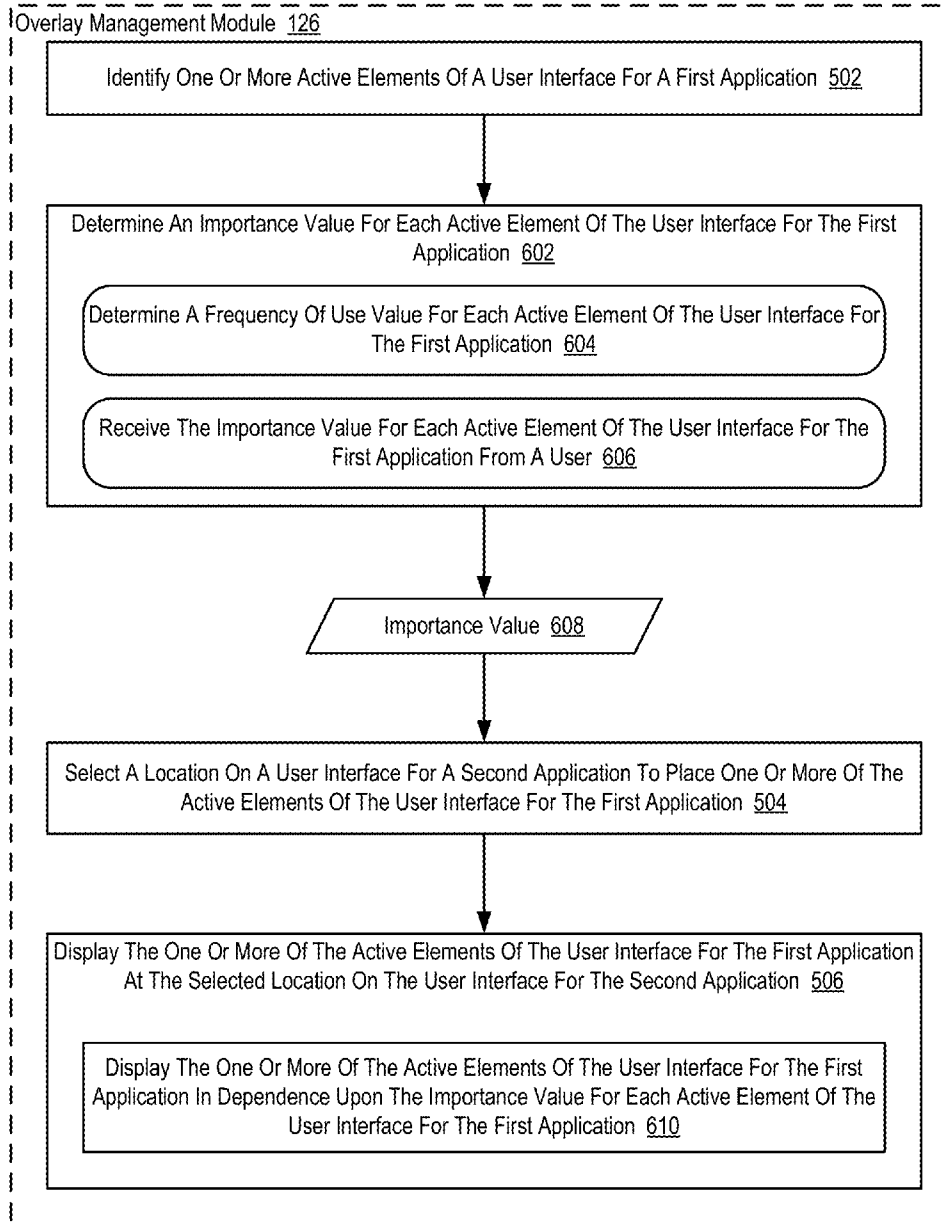 Overlay Management Module 126
Identify One Or More Active Elements Of A User Interface For A First Application 502
Determine An Importance Value For Each Active Element Of The User Interface For The First
Application 602
Determine A Frequency Of Use Value For Each Active Element Of The User Interface For
The First Application 604
Receive The Importance Value For Each Active Element Of The User Interface For The
First Application From A User 606
Importance Value 608
Select A Location On A User Interface For A Second Application To Place One Or More Of The
Active Elements Of The User Interface For The First Application 504
Display The One Or More Of The Active Elements Of The User Interface For The First Application
At The Selected Location On The User Interface For The Second Application 506
Display The One Or More Of The Active Elements Of The User Interface For The First
Application In Dependence Upon The Importance Value For Each Active Element Of The
User Interface For The First Application 610